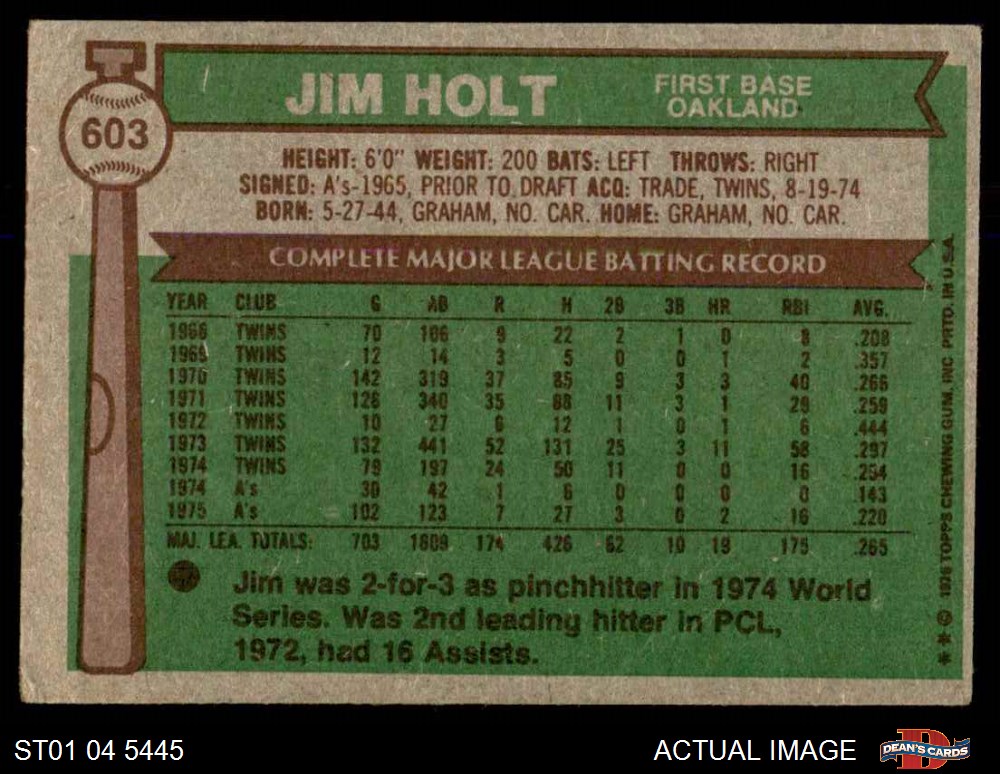 603
JIM HOLT
FIRST BASE
OAKLAND
HEIGHT: 6'0" WEIGHT: 200 BATS: LEFT THROWS: RIGHT
SIGNED: A's-1965, PRIOR TO DRAFT ACQ: TRADE, TWINS, 8-19-74
BORN: 5-27-44, GRAHAM, NO. CAR. HOME: GRAHAM, NO. CAR.
COMPLETE MAJOR LEAGUE BATTING RECORD
YEAR CLUB G AB R H 2B 3B HR RBI AVG.
1968 TWINS 70 106 9 22 2 1 0 8 .208
1969 TWINS 12 14 3 5 0 0 1 2 .357
1970 TWINS 142 319 37 85 9 3 3 40 .266
1971 TWINS 126 340 35 88 11 3 1 29 .259
1972 TWINS 10 27 6 12 1 0 1 6 .444
1973 TWINS 132 441 52 131 25 3 11 58 .297
1974 TWINS 79 197 24 50 11 0 0 16 .254
1974 A's 30 42 1 6 0 0 0 0 .143
1975 A's 102 123 7 27 3 0 2 16 .220
MAJ. LEA. TOTALS: 703 1609 174 426 62 10 19 175 .265
Jim was 2-for-3 as pinchhitter in 1974 World
Series. Was 2nd leading hitter in PCL,
1972, had 16 Assists.
* * © 1976 TOPPS CHEWING GUM, INC PRTD. IN U.S.A.
ST01 04 5445
ACTUAL IMAGE
D
DEAN'S CARDS